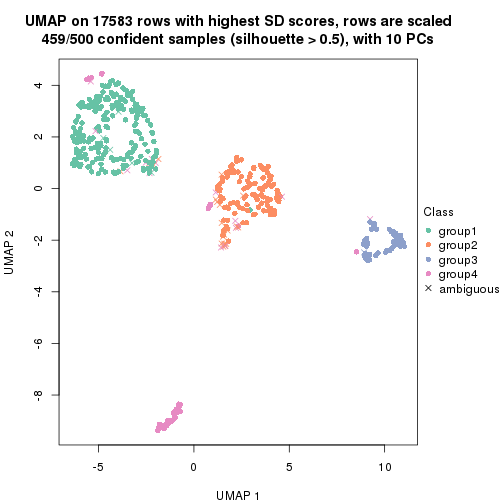 UMAP on 17583 rows with highest SD scores, rows are scaled
459/500 confident samples (silhouette > 0.5), with 10 PCs
4
2
0
-2
-4
-6
-8
UMAP 2
-5
0
5
10
UMAP 1
Class
group1
group2
group3
group4
ambiguous